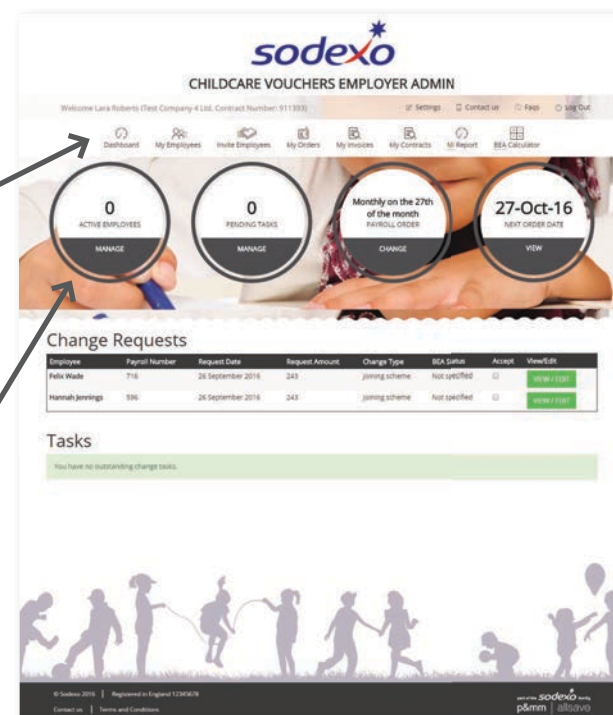 sodexo
CHILDCARE VOUCHERS EMPLOYER ADMIN
Welcome Lara Roberts (Test Company 4 Ltd, Contract Number: 911393) Settings Contact us Faqs Log Out
Dashboard My Employees Invite Employees My Orders My Invoices My Contracts MI Report BEA Calculator
0
ACTIVE EMPLOYEES
MANAGE
0
PENDING TASKS
MANAGE
Monthly on the 27th
of the month
PAYROLL ORDER
CHANGE
27-Oct-16
NEXT ORDER DATE
VIEW
Change Requests
Employee Payroll Number Request Date Request Amount Change Type BEA Status Accept View/Edit
Felix Wade 716 26 September 2016 243 Joining scheme Not specified VIEW / EDIT
Hannah Jennings 596 26 September 2016 243 Joining scheme Not specified VIEW / EDIT
Tasks
You have no outstanding change tasks.
© Sodexo 2016 | Registered in England 12345678
Contact us | Terms and Conditions
part of the sodexo family
p&mm | allsave